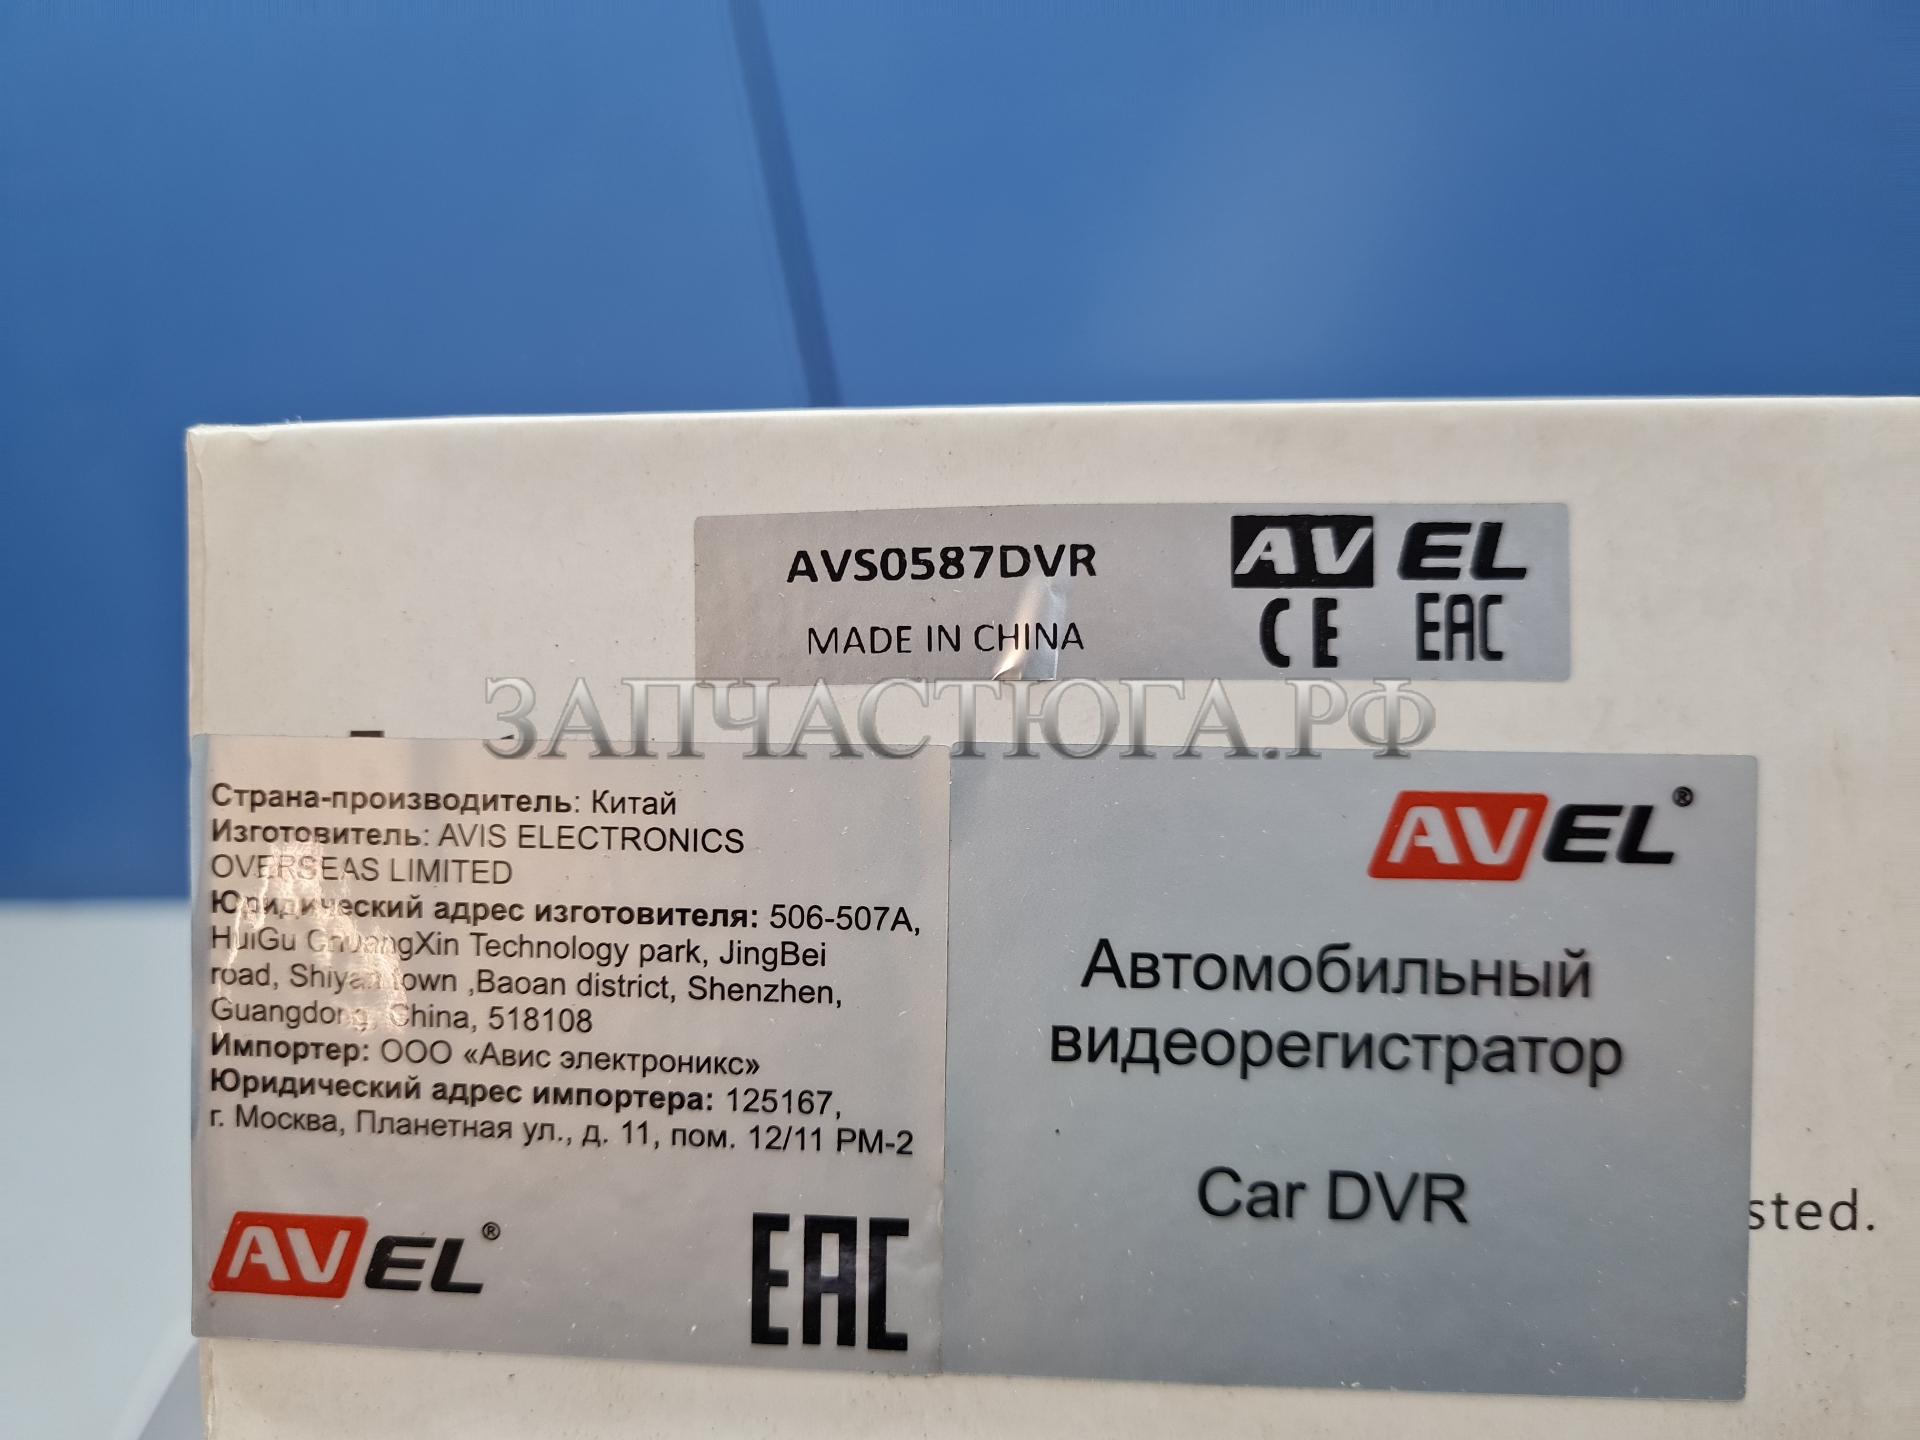 AVS0587DVR
MADE IN CHINA
AVEL
CE EAC
ЗАПЧАСТЮГА.РФ
Страна-производитель: Китай
Изготовитель: AVIS ELECTRONICS
OVERSEAS LIMITED
Юридический адрес изготовителя: 506-507A,
HuiGu ChuangXin Technology park, JingBei
road, Shiyan town ,Baoan district, Shenzhen,
Guangdong, China, 518108
Импортер: ООО «Авис электроникс»
Юридический адрес импортера: 125167,
г. Москва, Планетная ул., д. 11, пом. 12/11 РМ-2
AVEL®
EAC
AVEL®
Автомобильный
видеорегистратор
Car DVR
sted.